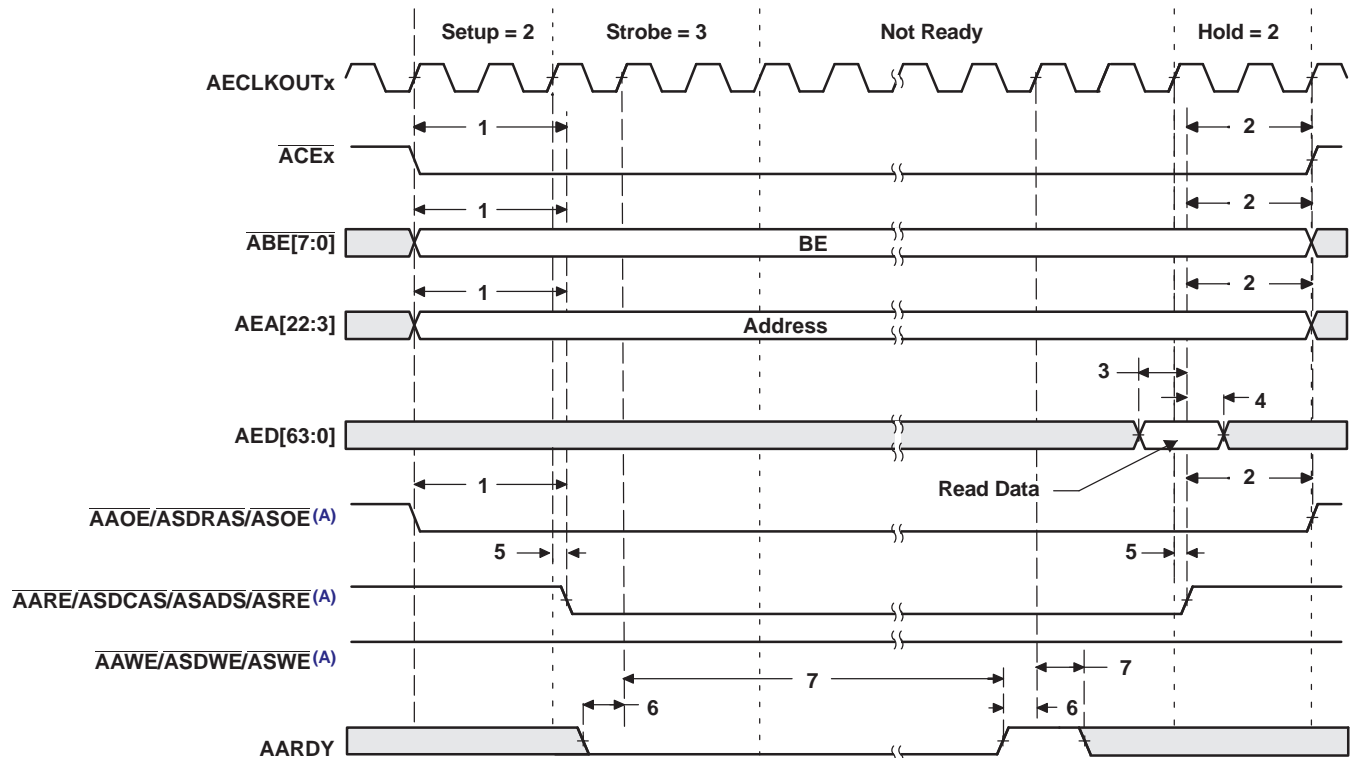 Setup = 2 Strobe = 3 Not Ready Hold = 2
AECLKOUTx
1 2
ACEx
1 2
ABE[7:0] BE
1 2
AEA[22:3] Address
3
4
AED[63:0]
1 Read Data 2
AAOE/ASDRAS/ASOE(A)
5 5
AARE/ASDCAS/ASADS/ASRE(A)
AAWE/ASDWE/ASWE(A)
7 7
6 6
AARDY